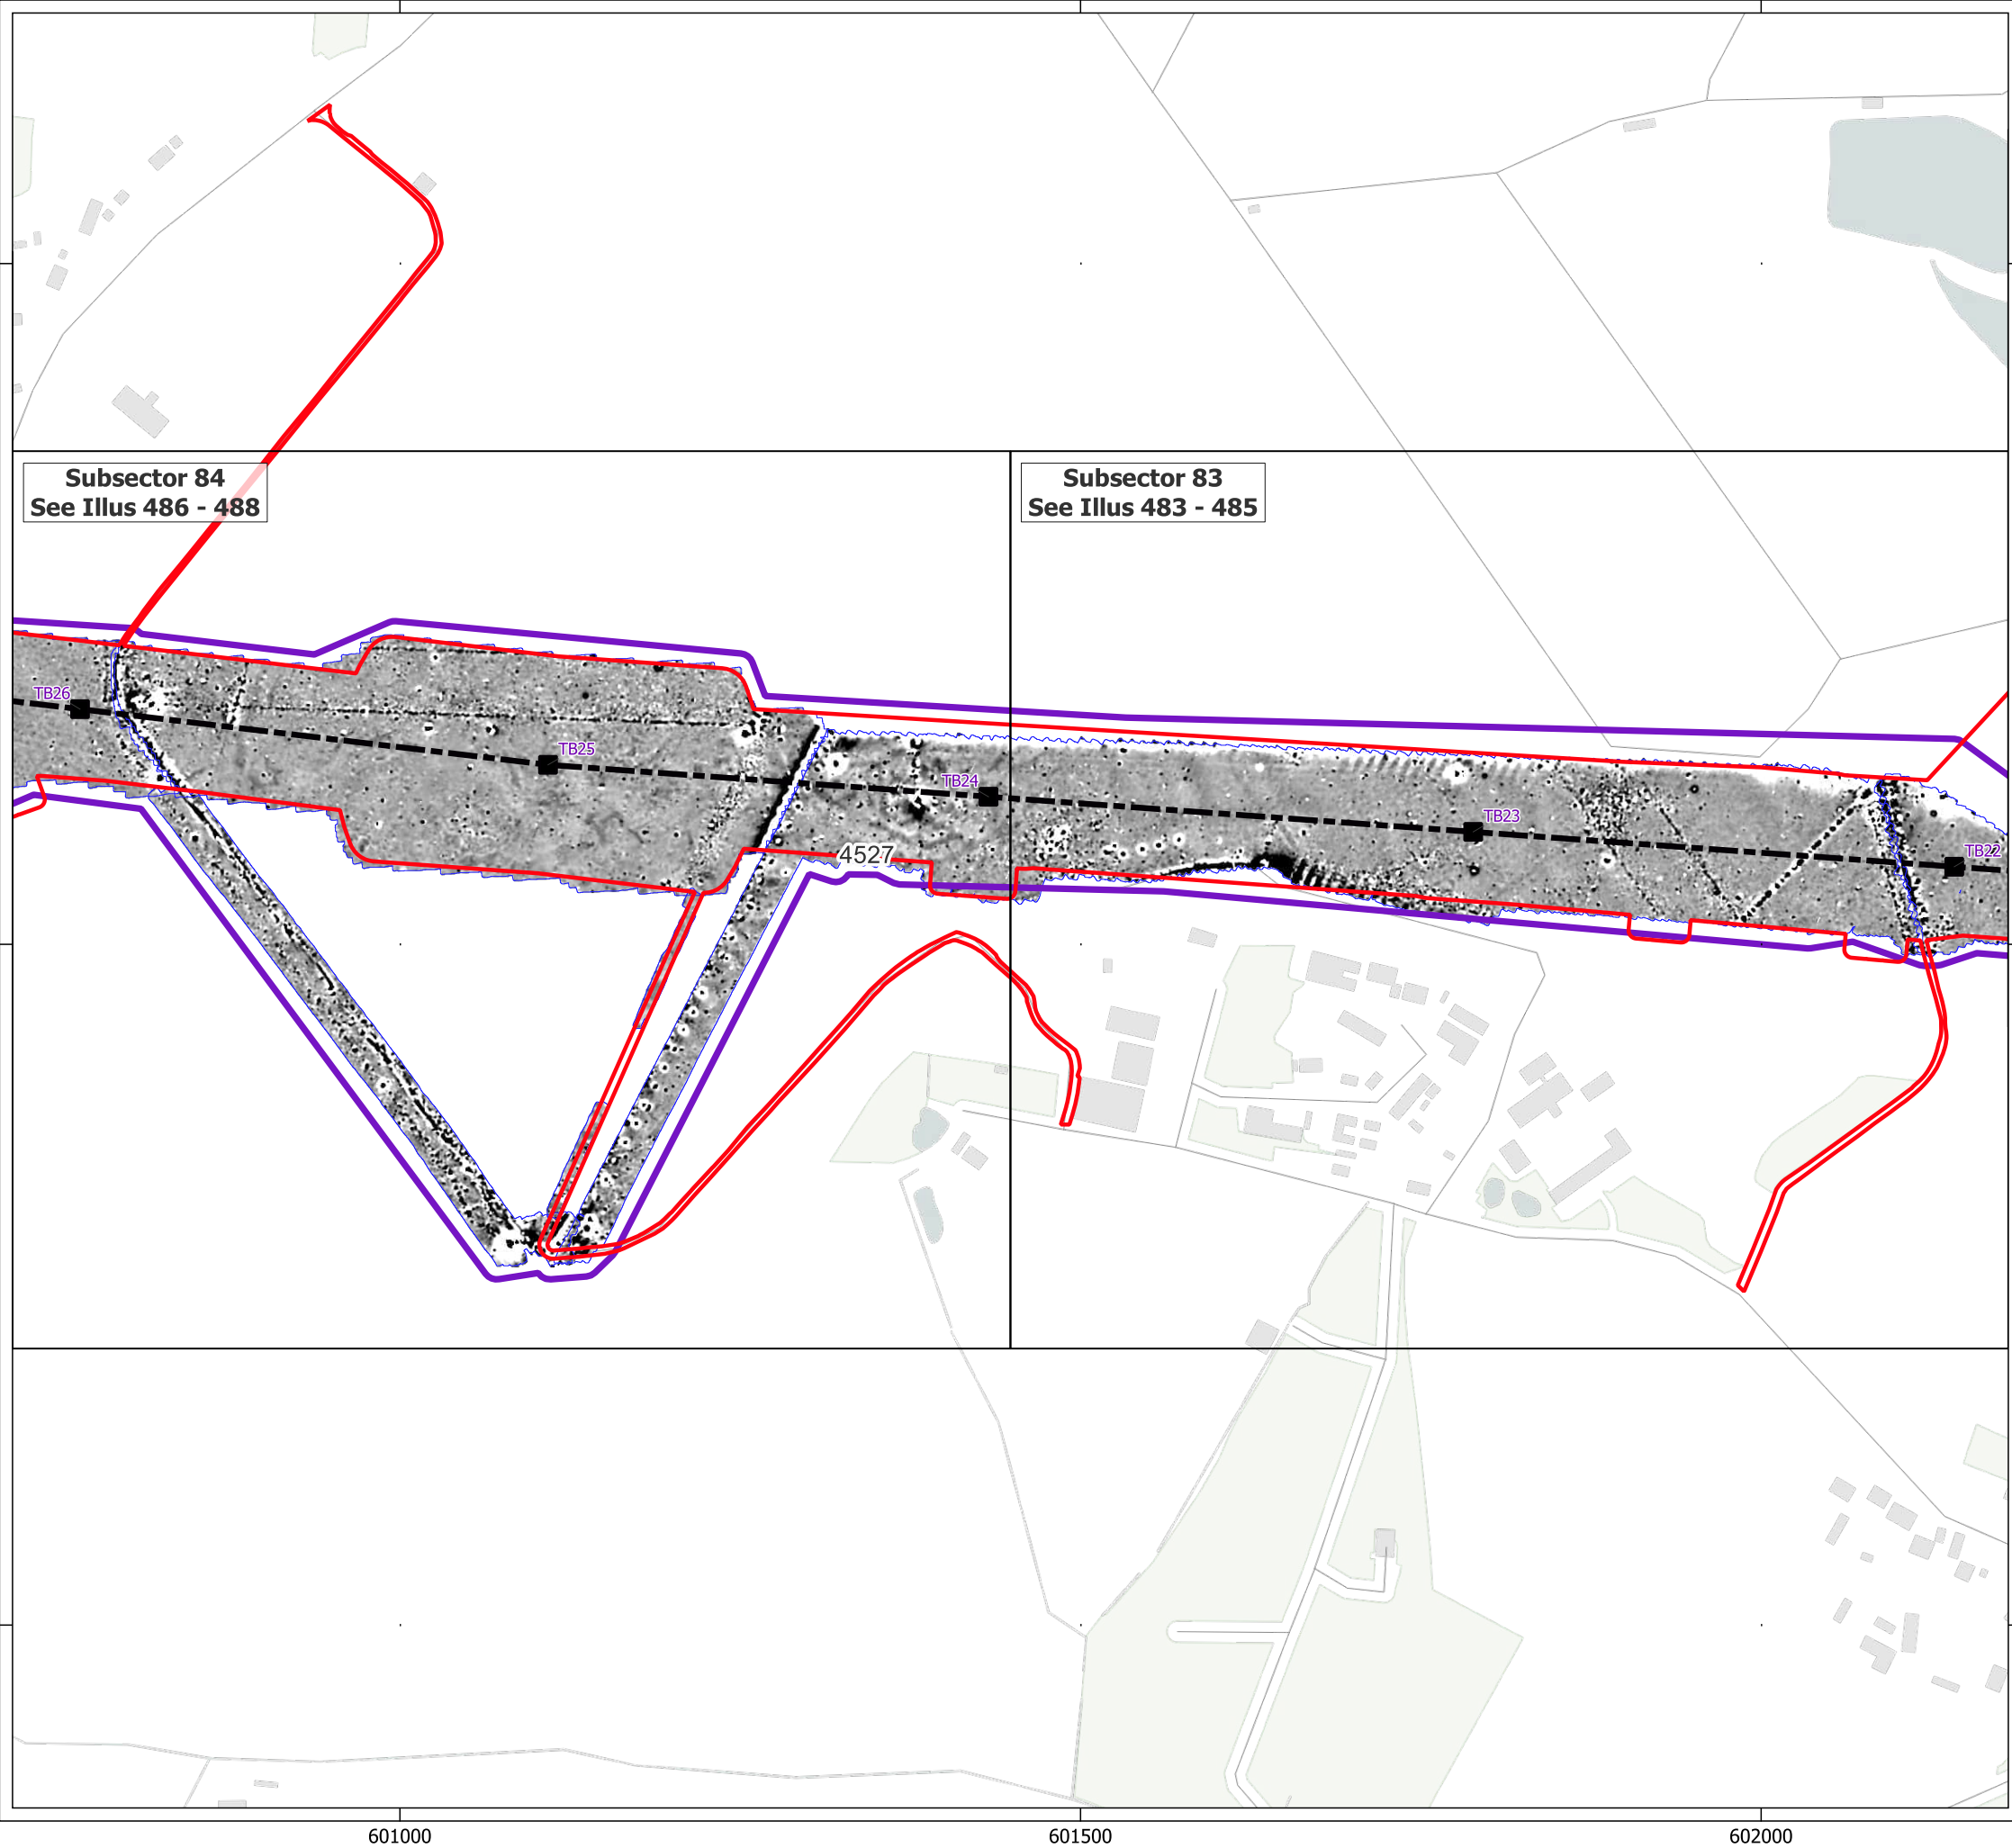 Subsector 84
See Illus 486 - 488
Subsector 83
See Illus 483 - 485
TB26
TB25
TB24
TB23
TB22
4527
601000
601500
602000